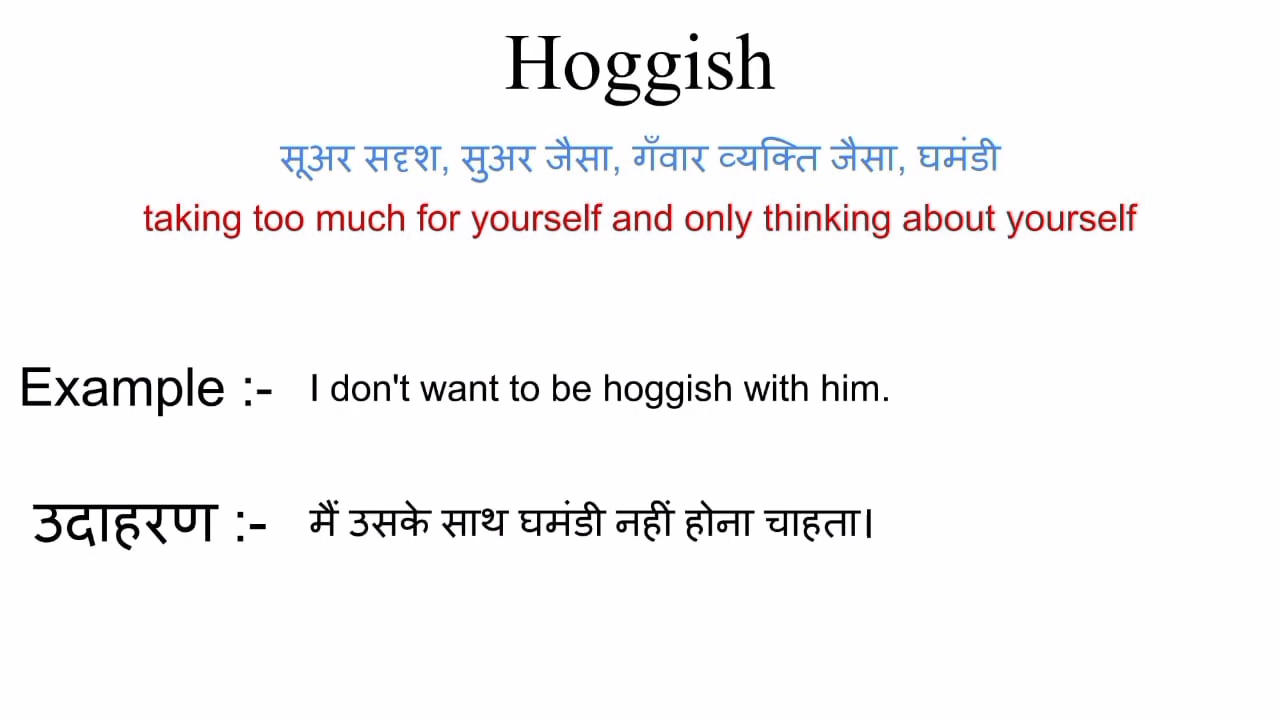 Hoggish
सूअर सदृश, सुअर जैसा, गँवार व्यक्ति जैसा, घमंडी
taking too much for yourself and only thinking about yourself
Example :- I don't want to be hoggish with him.
उदाहरण :- मैं उसके साथ घमंडी नहीं होना चाहता।